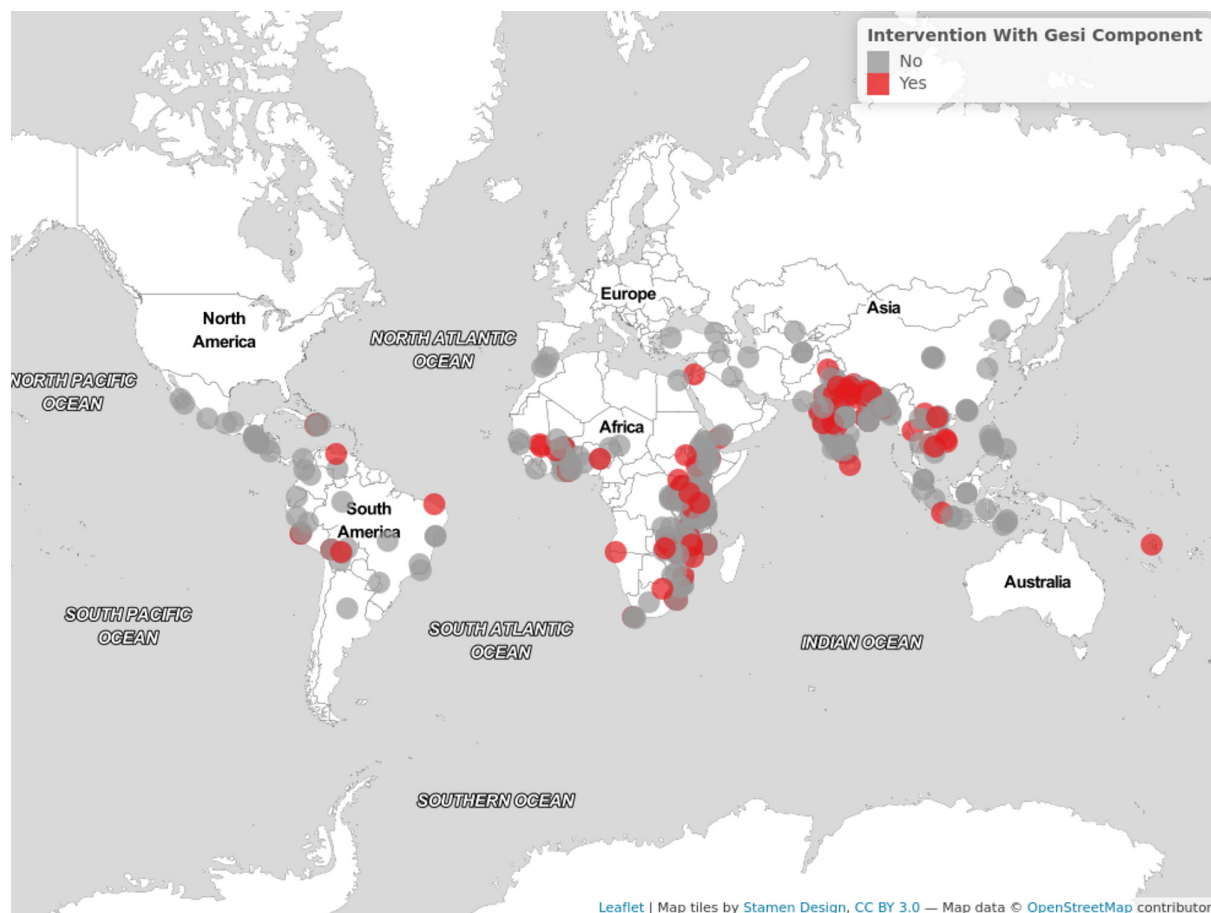 Intervention With Gesi Component
No
Yes
Europe
Asia
North
America
NORTH ATLANTIC
OCEAN
NORTH PACIFIC
OCEAN
Africa
South
America
Australia
SOUTH PACIFIC
OCEAN
SOUTH ATLANTIC
OCEAN
INDIAN OCEAN
SOUTHERN OCEAN
Leaflet | Map tiles by Stamen Design, CC BY 3.0 — Map data © OpenStreetMap contributor